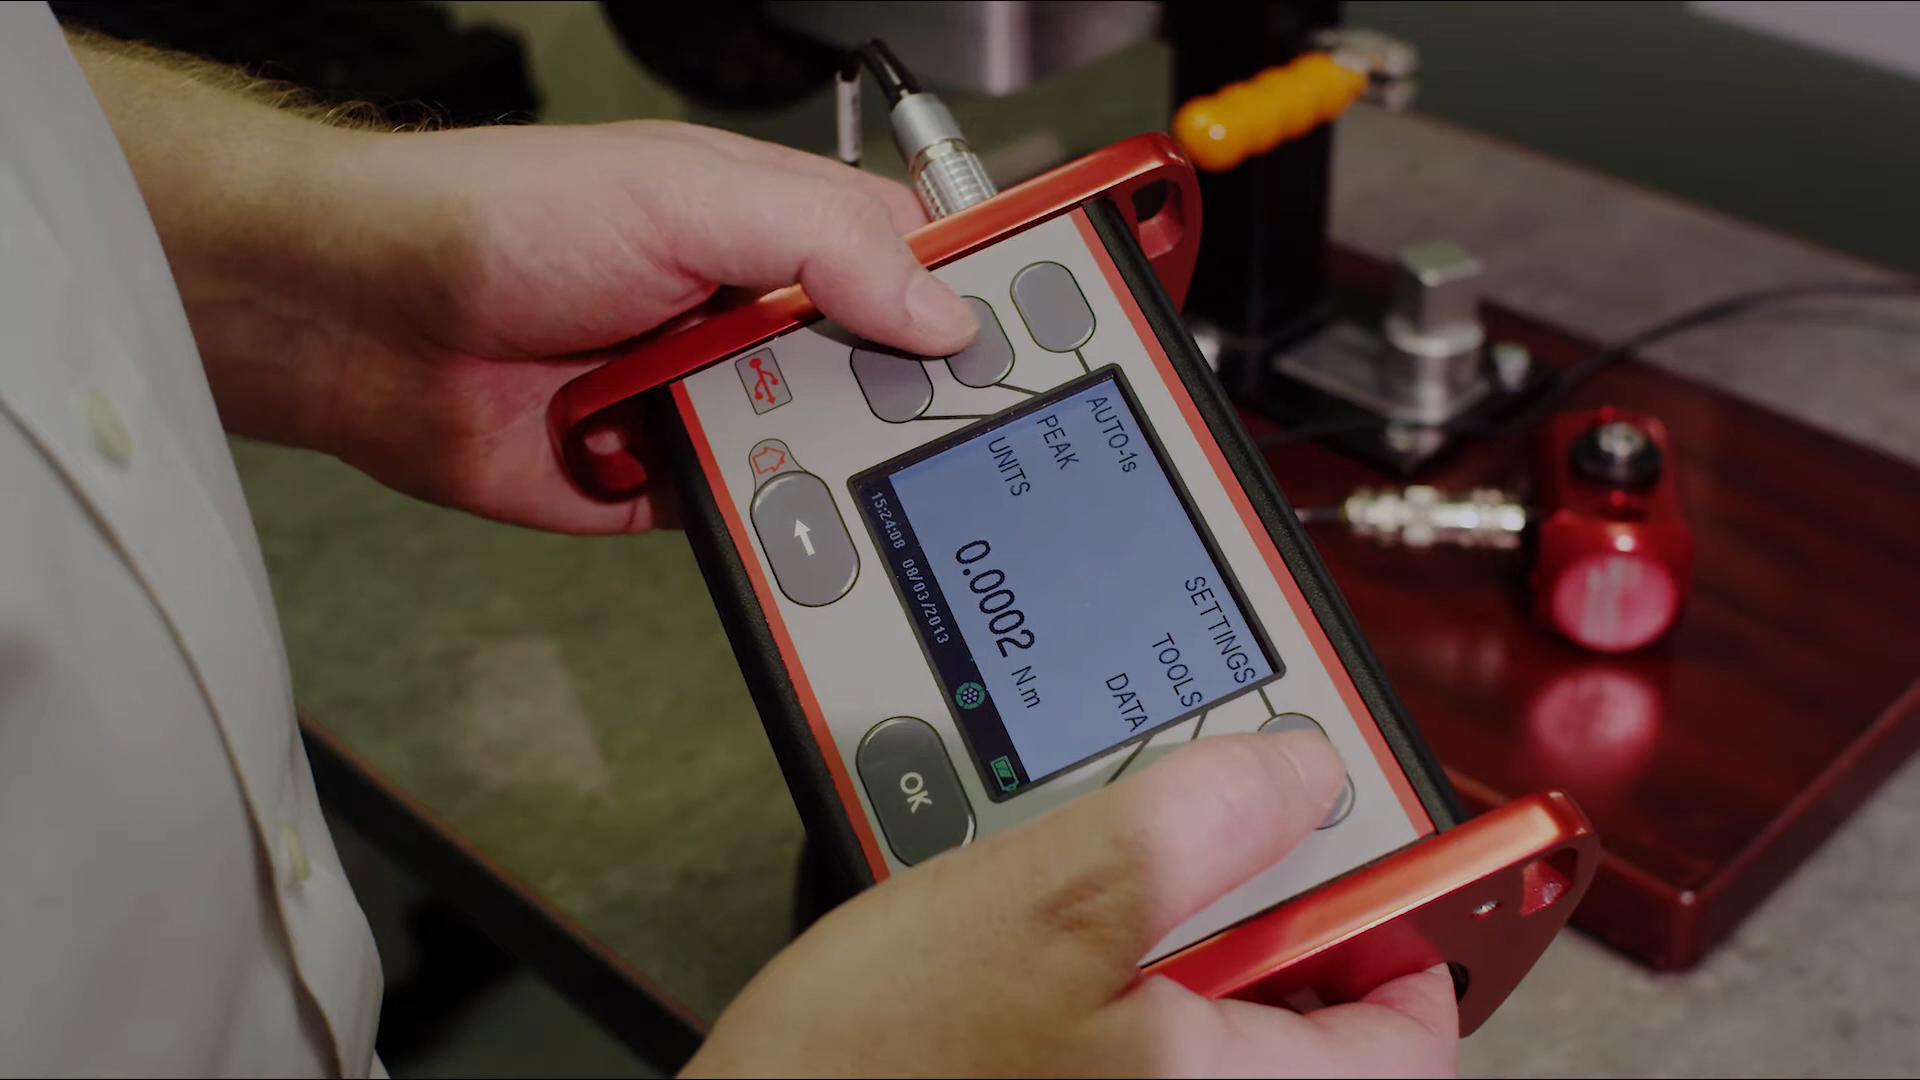 AUTO-1s
SETTINGS
PEAK
TOOLS
UNITS
DATA
0.0002 N.m
15:24:08 08/03/2013
OK